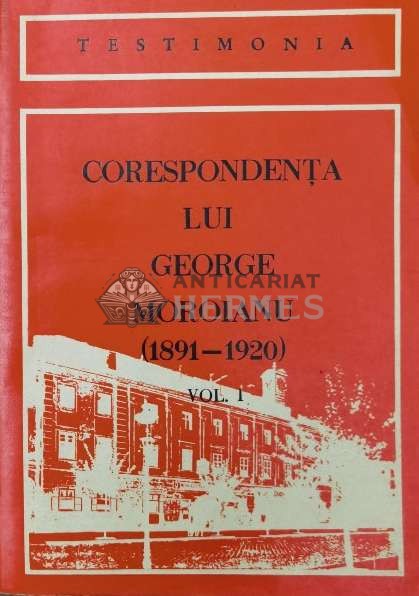 TESTIMONIA
CORESPONDENȚA
LUI
GEORGE
ANTICARIAT
HERMES
MOROIANU
(1891—1920)
VOL. I